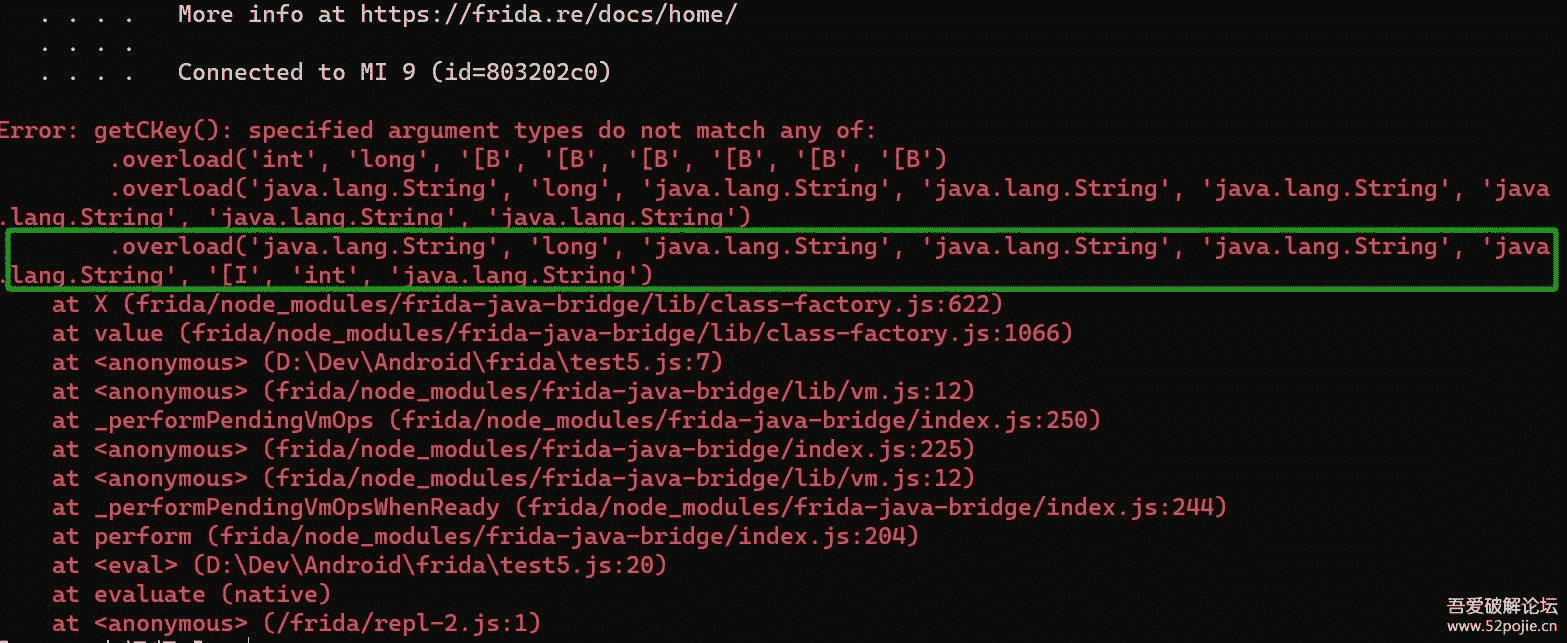 . . . . More info at https://frida.re/docs/home/
. . . .
. . . . Connected to MI 9 (id=803202c0)
Error: getCKey(): specified argument types do not match any of:
.overload('int', 'long', '[B', '[B', '[B', '[B', '[B', '[B')
.overload('java.lang.String', 'long', 'java.lang.String', 'java.lang.String', 'java.lang.String', 'java
.lang.String', 'java.lang.String', 'java.lang.String')
.overload('java.lang.String', 'long', 'java.lang.String', 'java.lang.String', 'java.lang.String', 'java
.lang.String', '[I', 'int', 'java.lang.String')
at X (frida/node_modules/frida-java-bridge/lib/class-factory.js:622)
at value (frida/node_modules/frida-java-bridge/lib/class-factory.js:1066)
at <anonymous> (D:\Dev\Android\frida\test5.js:7)
at <anonymous> (frida/node_modules/frida-java-bridge/lib/vm.js:12)
at _performPendingVmOps (frida/node_modules/frida-java-bridge/index.js:250)
at <anonymous> (frida/node_modules/frida-java-bridge/index.js:225)
at <anonymous> (frida/node_modules/frida-java-bridge/lib/vm.js:12)
at _performPendingVmOpsWhenReady (frida/node_modules/frida-java-bridge/index.js:244)
at perform (frida/node_modules/frida-java-bridge/index.js:204)
at <eval> (D:\Dev\Android\frida\test5.js:20)
at evaluate (native)
at <anonymous> (/frida/repl-2.js:1)
吾爱破解论坛
www.52pojie.cn